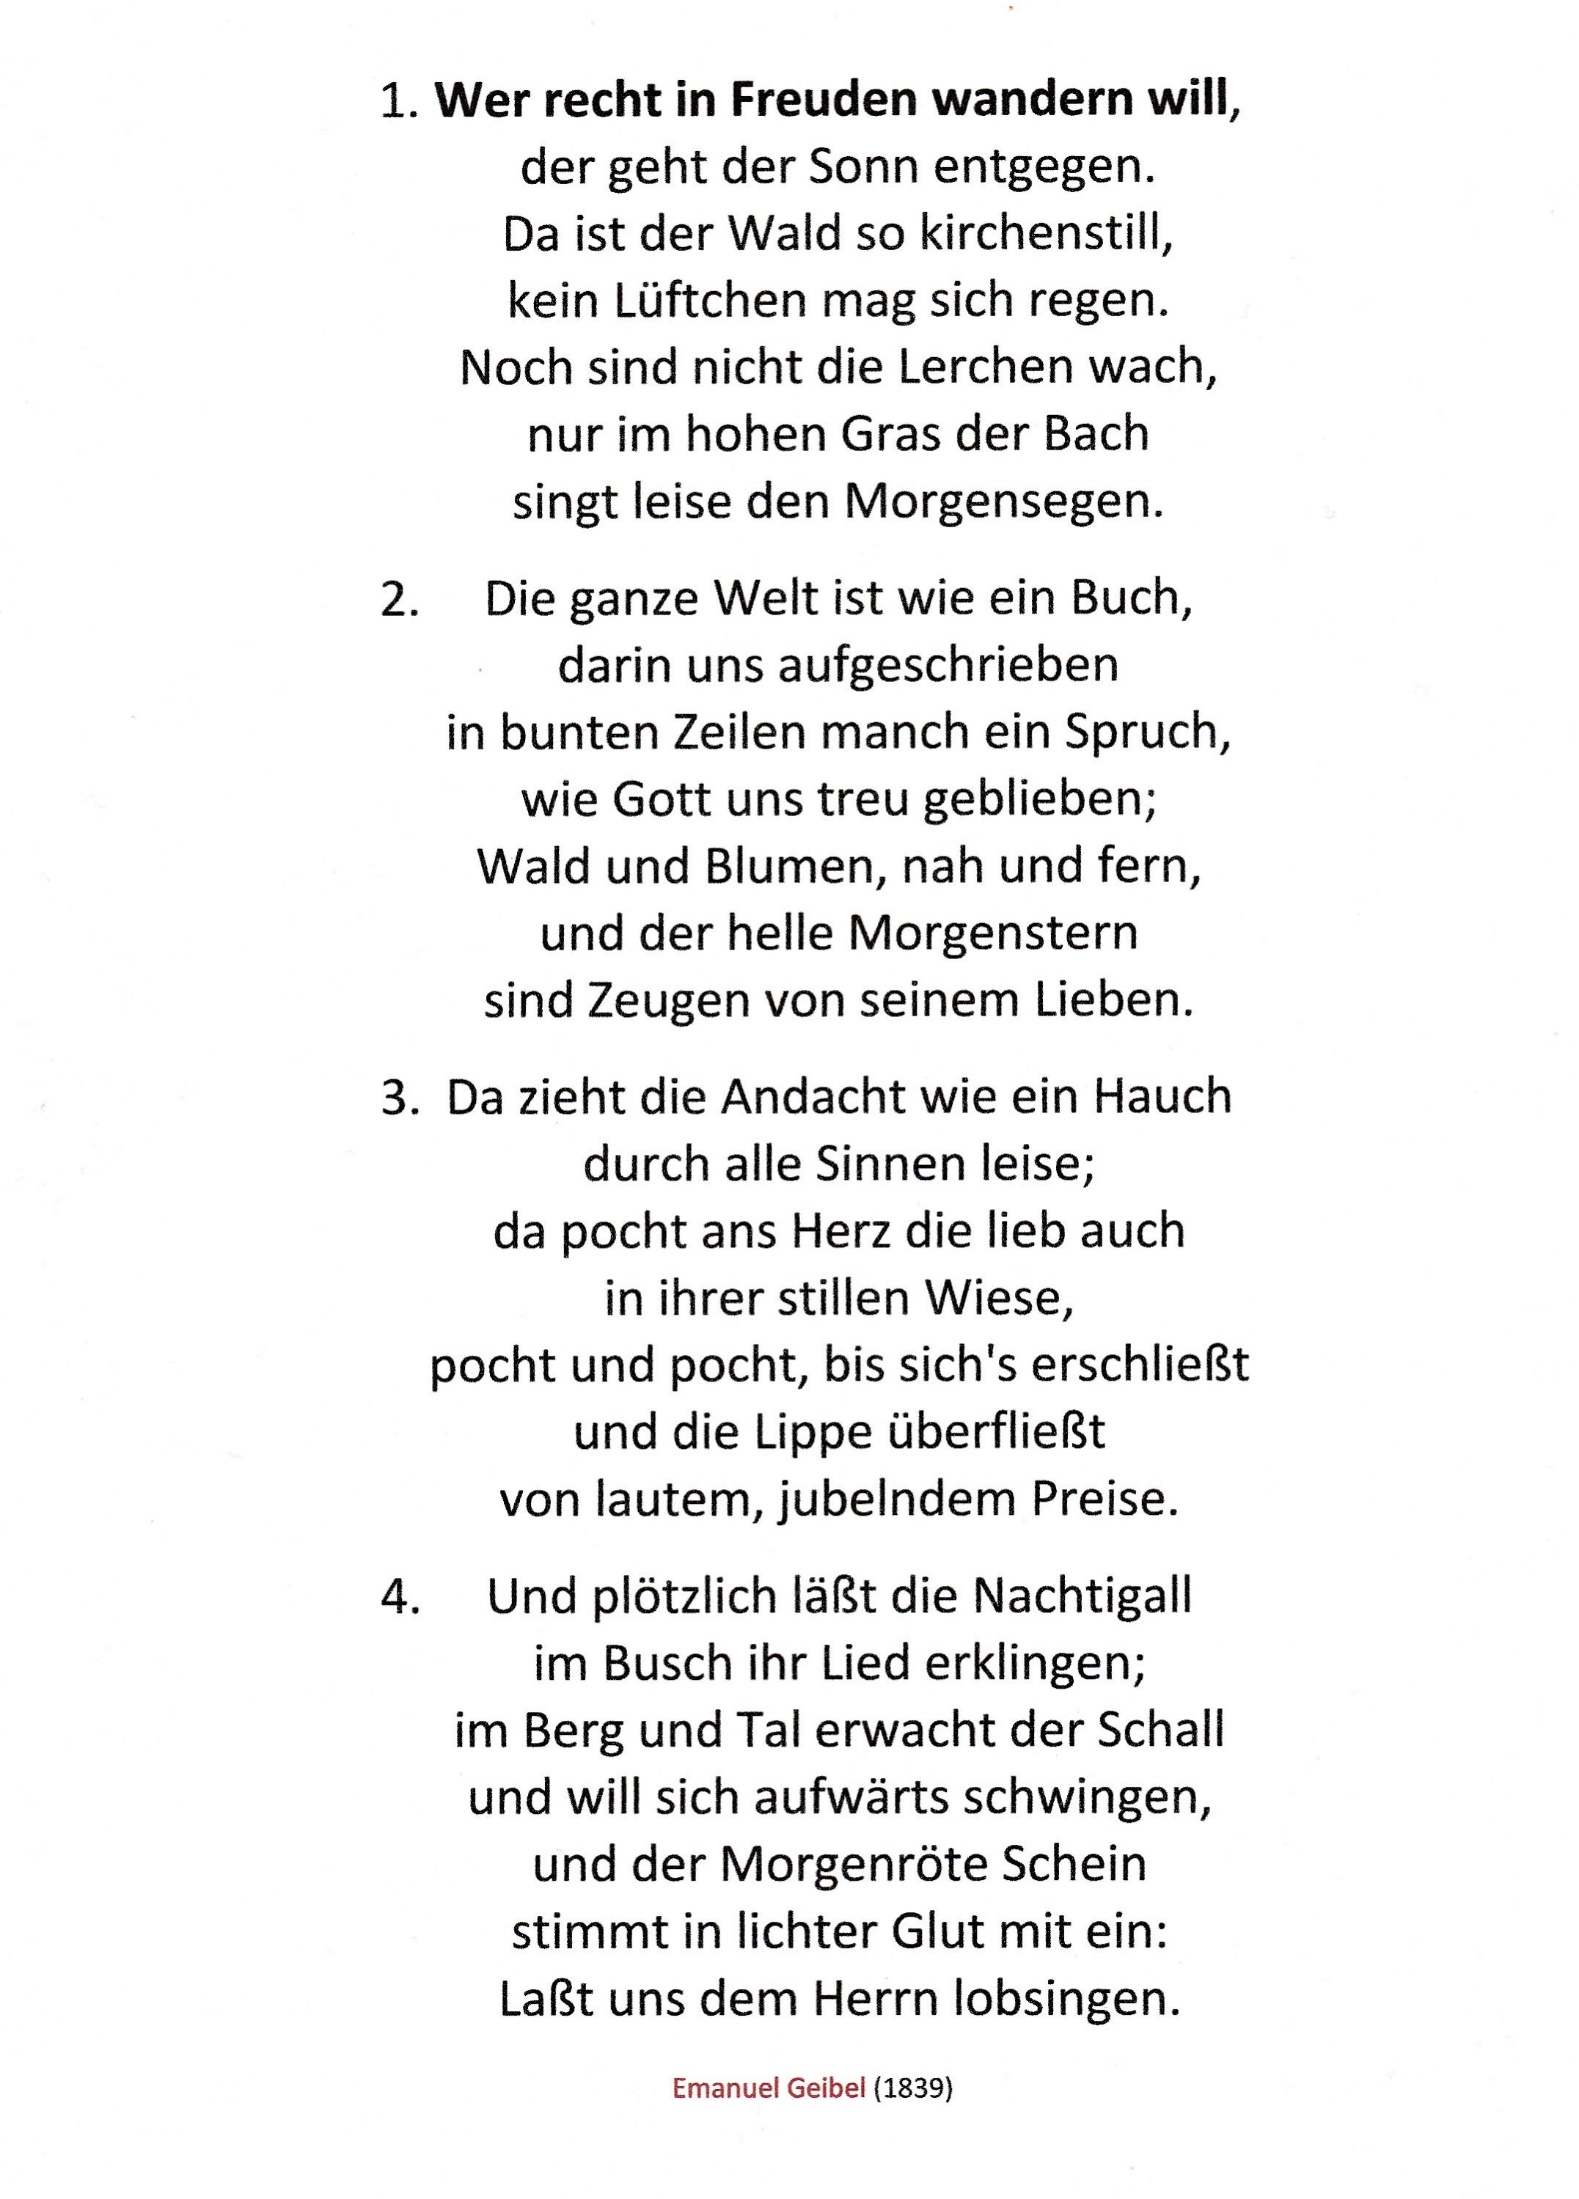 1. Wer recht in Freuden wandern will,
der geht der Sonn entgegen.
Da ist der Wald so kirchenstill,
kein Lüftchen mag sich regen.
Noch sind nicht die Lerchen wach,
nur im hohen Gras der Bach
singt leise den Morgensegen.
2. Die ganze Welt ist wie ein Buch,
darin uns aufgeschrieben
in bunten Zeilen manch ein Spruch,
wie Gott uns treu geblieben;
Wald und Blumen, nah und fern,
und der helle Morgenstern
sind Zeugen von seinem Lieben.
3. Da zieht die Andacht wie ein Hauch
durch alle Sinnen leise;
da pocht ans Herz die lieb auch
in ihrer stillen Wiese,
pocht und pocht, bis sich's erschließt
und die Lippe überfließt
von lautem, jubelndem Preise.
4. Und plötzlich läßt die Nachtigall
im Busch ihr Lied erklingen;
im Berg und Tal erwacht der Schall
und will sich aufwärts schwingen,
und der Morgenröte Schein
stimmt in lichter Glut mit ein:
Laßt uns dem Herrn lobsingen.
Emanuel Geibel (1839)